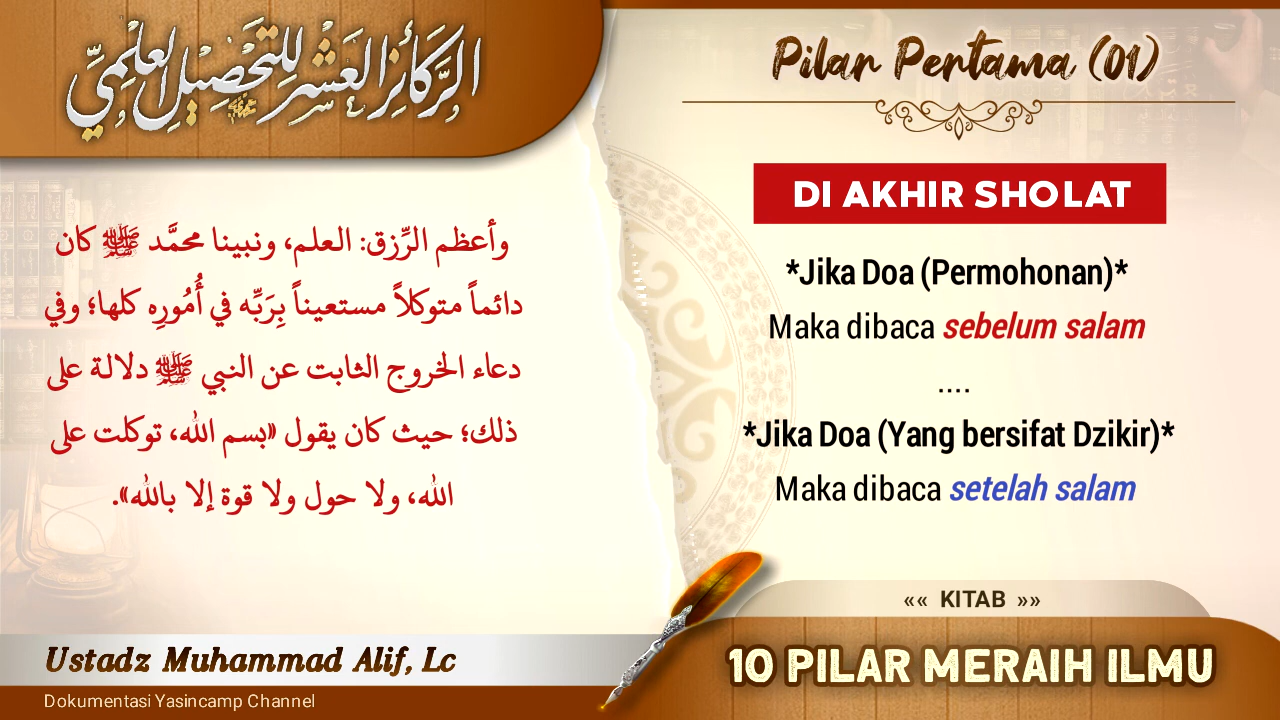 الرَّكَائِزُ العَشْرُ لِلتَّحْصِيْلِ العِلْمِيِّ
وأعظم الرِّزق: العلم، ونبينا محمَّد ﷺ كان
دائماً متوكلاً مستعيناً بِرَبِّه في أُمُورِه كلها؛ وفي
دعاء الخروج الثابت عن النبي ﷺ دلالة على
ذلك؛ حيث كان يقول «بسم الله، توكلت على
الله، ولا حول ولا قوة إلا بالله».
Ustadz Muhammad Alif, Lc
Dokumentasi Yasincamp Channel
Pilar Pertama (01)
DI AKHIR SHOLAT
*Jika Doa (Permohonan)*
Maka dibaca sebelum salam
....
*Jika Doa (Yang bersifat Dzikir)*
Maka dibaca setelah salam
«« KITAB »»
10 PILAR MERAIH ILMU